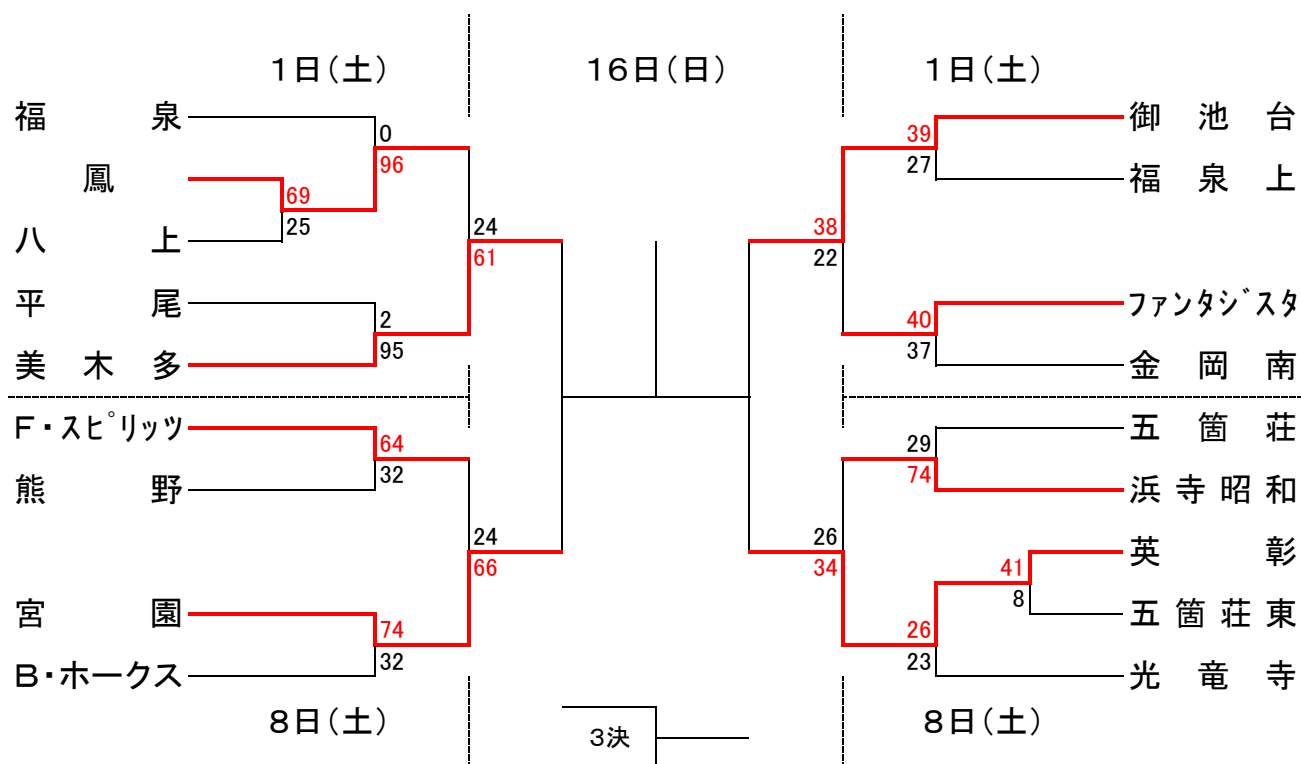 1日(土) 16日(日) 1日(土)
福泉 0 39 御池台
96 27
鳳 69 福泉上
25
八上 24 38
61 22
平尾 2 40 ファンタジスタ
95 37
美木多 金岡南
F・スピリッツ 64 29 五箇荘
32 74
熊野 浜寺昭和
24 26 英彰
66 34 41
8
宮園 74 26 五箇荘東
32 23
B・ホークス 光竜寺
8日(土) 3決 8日(土)